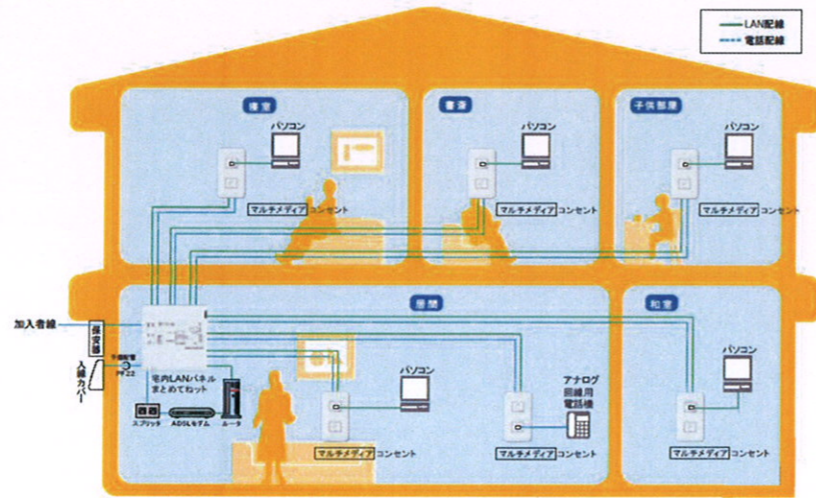 LAN配線
電話配線
寝室
書斎
子供部屋
パソコン
パソコン
パソコン
マルチメディアコンセント
マルチメディアコンセント
マルチメディアコンセント
居間
和室
加入者線
保安器
予備配管
PF22
入線カバー
宅内LANパネル
まとめてねット
スプリッタ
ADSLモデム
ルータ
パソコン
アナログ
回線用
電話機
パソコン
マルチメディアコンセント
マルチメディアコンセント
マルチメディアコンセント